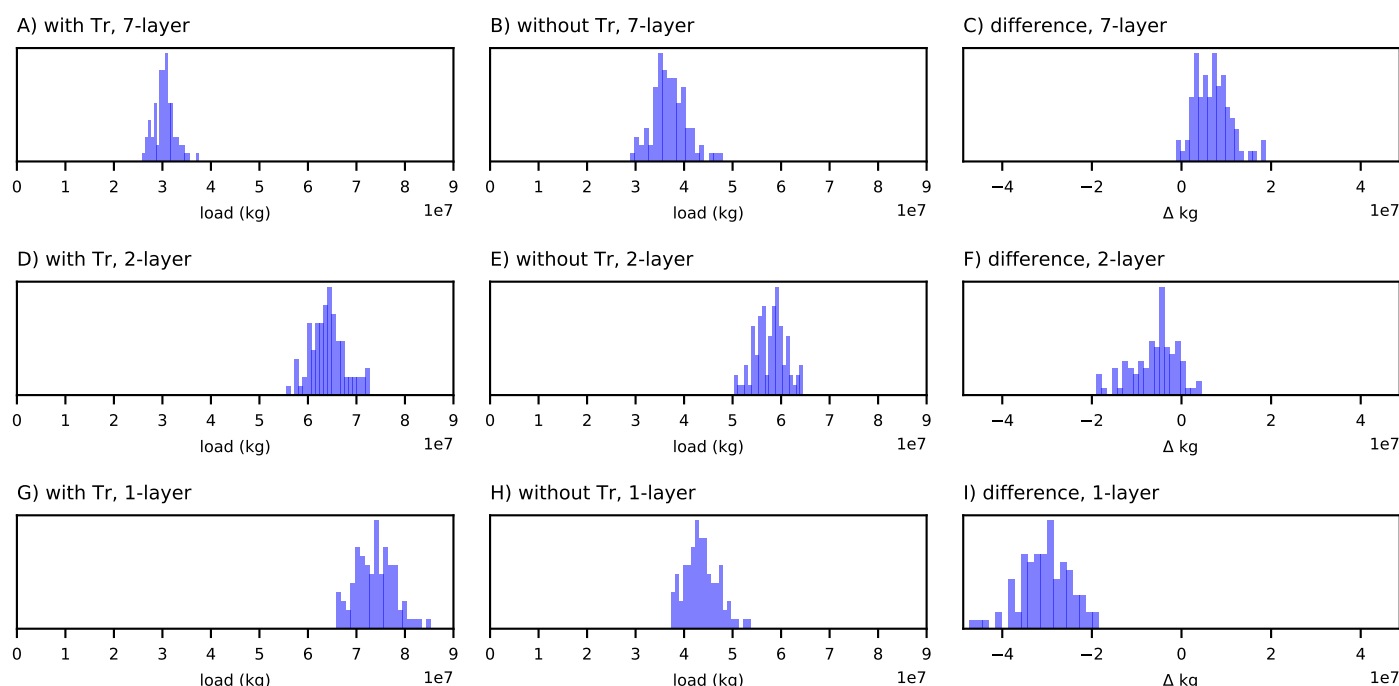 A) with Tr, 7-layer
B) without Tr, 7-layer
C) difference, 7-layer
0 1 2 3 4 5 6 7 8 9
0 1 2 3 4 5 6 7 8 9
−4 −2 0 2 4
load (kg) 1e7
load (kg) 1e7
Δ kg 1e7
D) with Tr, 2-layer
E) without Tr, 2-layer
F) difference, 2-layer
0 1 2 3 4 5 6 7 8 9
0 1 2 3 4 5 6 7 8 9
−4 −2 0 2 4
load (kg) 1e7
load (kg) 1e7
Δ kg 1e7
G) with Tr, 1-layer
H) without Tr, 1-layer
I) difference, 1-layer
0 1 2 3 4 5 6 7 8 9
0 1 2 3 4 5 6 7 8 9
−4 −2 0 2 4
load (kg) 1e7
load (kg) 1e7
Δ kg 1e7